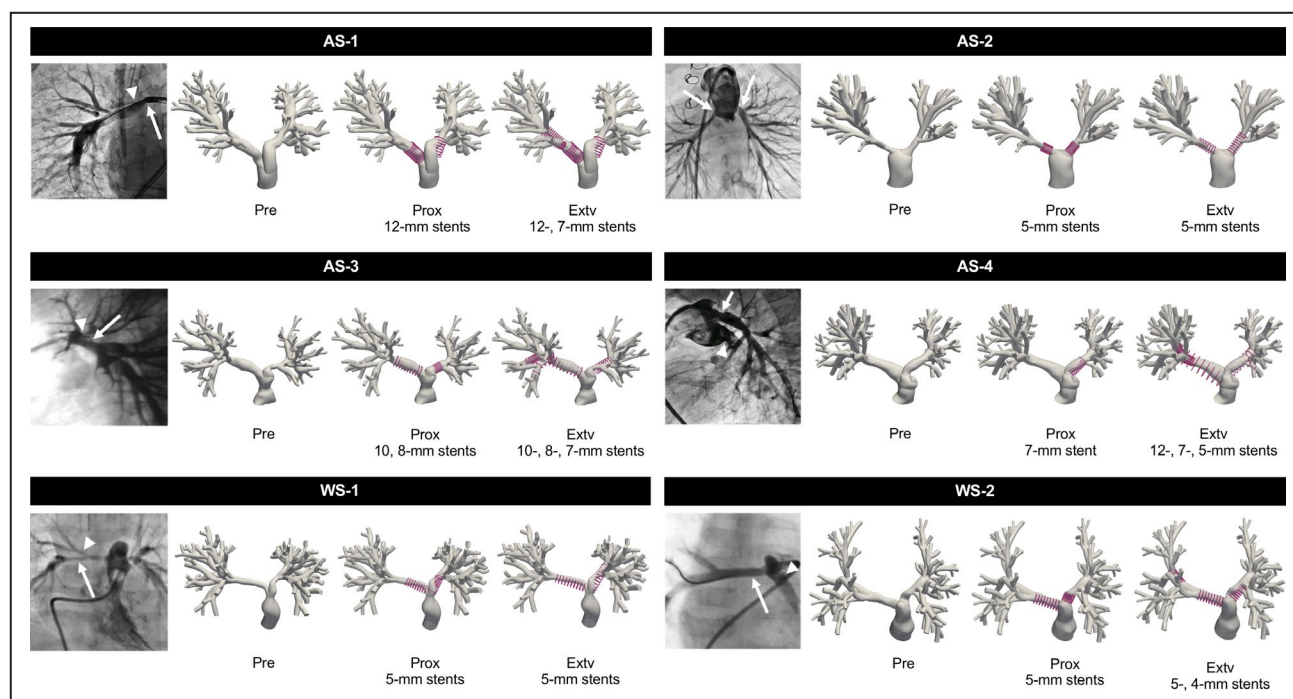 AS-1
Pre
Prox
12-mm stents
Extv
12-, 7-mm stents
AS-2
Pre
Prox
5-mm stents
Extv
5-mm stents
AS-3
Pre
Prox
10, 8-mm stents
Extv
10-, 8-, 7-mm stents
AS-4
Pre
Prox
7-mm stent
Extv
12-, 7-, 5-mm stents
WS-1
Pre
Prox
5-mm stents
Extv
5-mm stents
WS-2
Pre
Prox
5-mm stents
Extv
5-, 4-mm stents